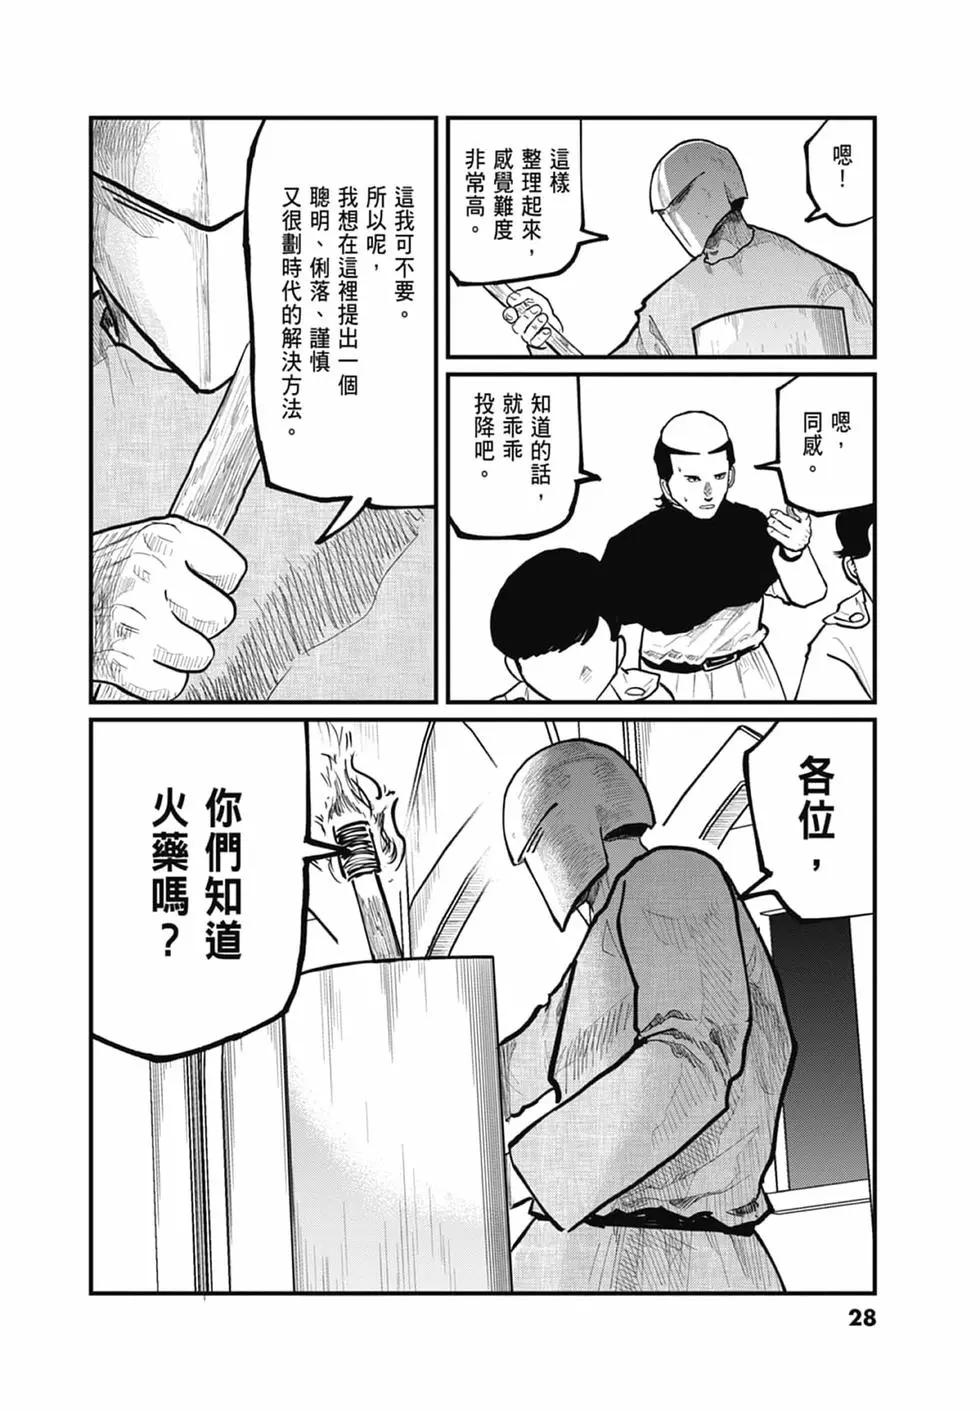 嗯！
這樣
整理起來，
感覺難度
非常高。
嗯，
同感。
知道的話，
就乖乖
投降吧。
這我可不要。
所以呢，
我想在這裡提出一個
聰明、俐落、謹慎
又很劃時代的解決方法。
各位，
你們知道
火藥嗎？
28